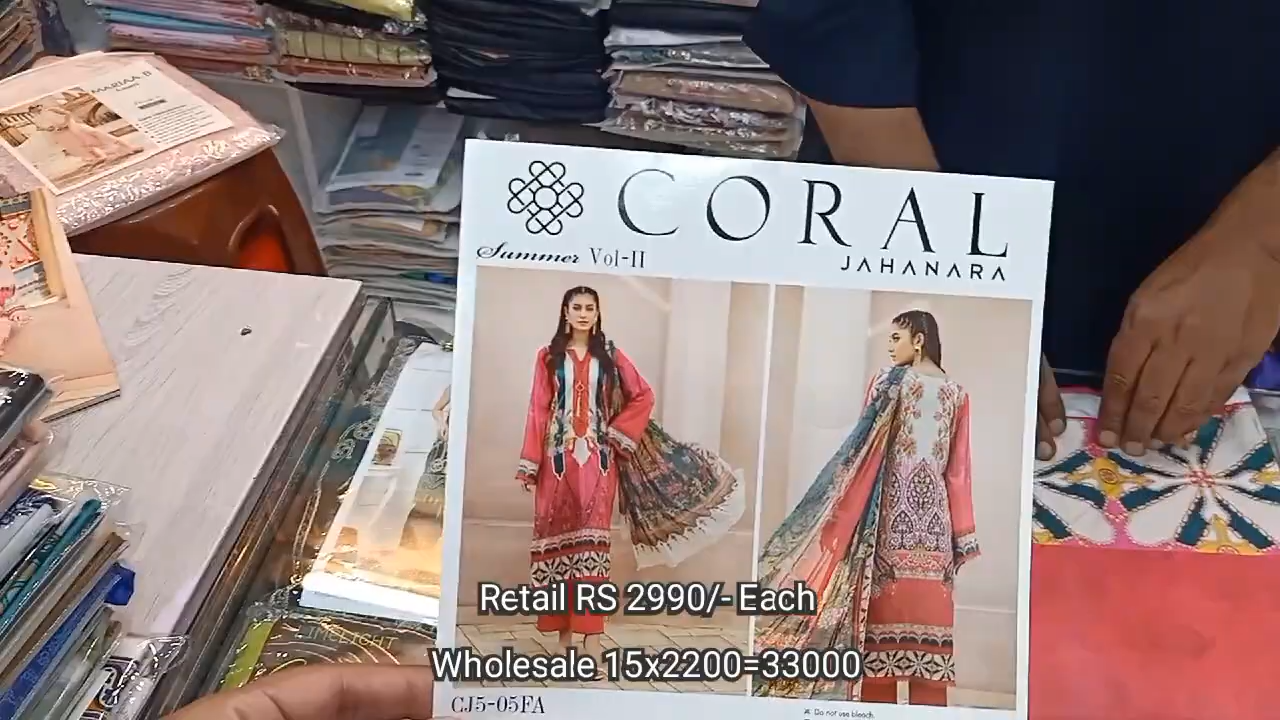 MARIAA B
CORAL
JAHANARA
Summer Vol-II
LIMELIGHT
Retail RS 2990/- Each
Wholesale 15x2200=33000
CJ5-05FA
Do not use bleach.